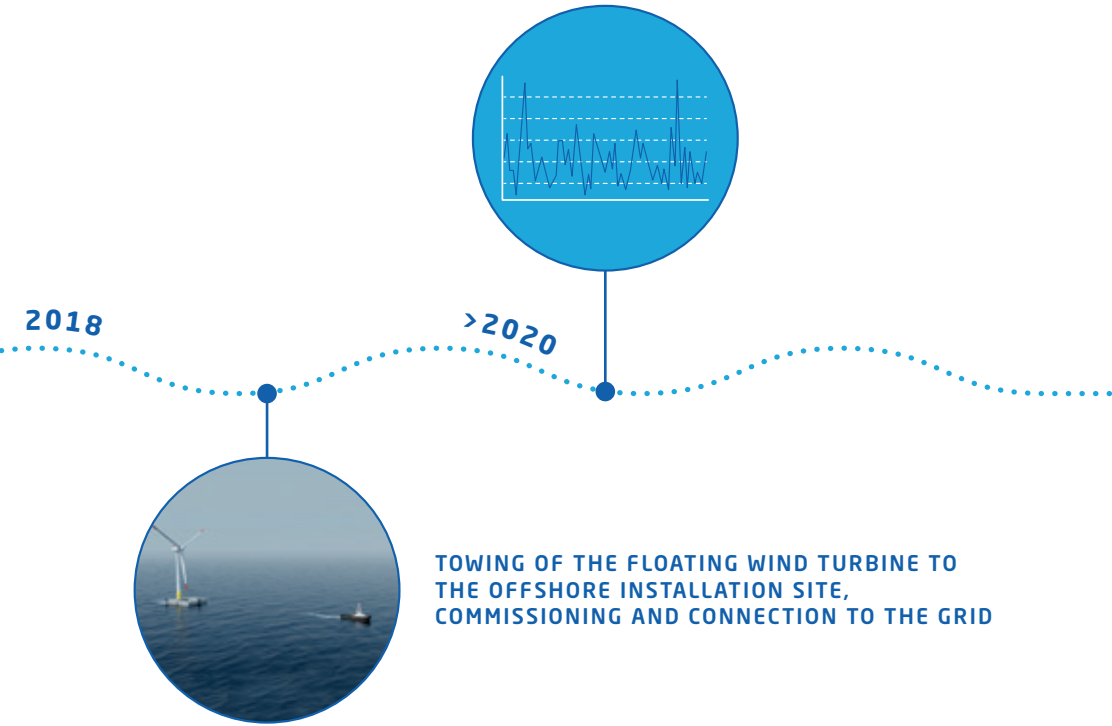 2018
>2020
TOWING OF THE FLOATING WIND TURBINE TO
THE OFFSHORE INSTALLATION SITE,
COMMISSIONING AND CONNECTION TO THE GRID